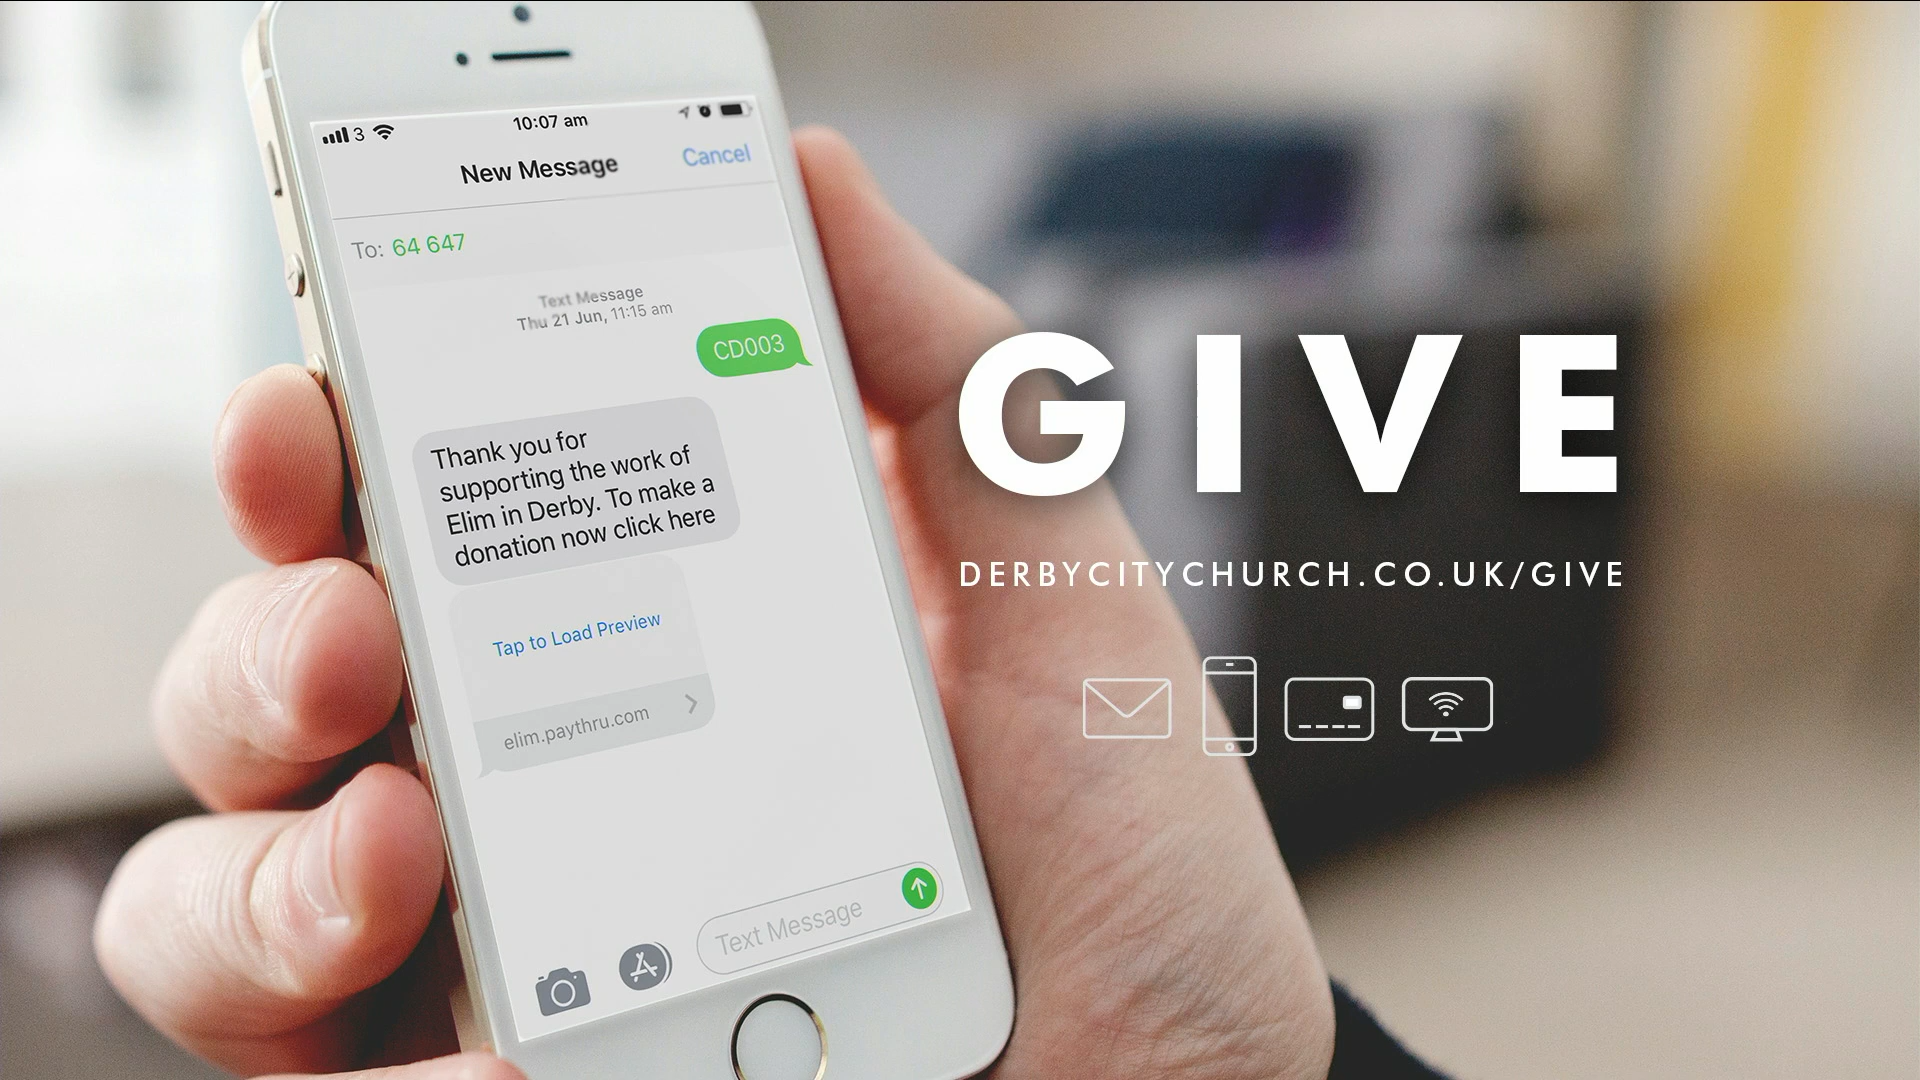 3
10:07 am
New Message
Cancel
To: 64 647
Text Message
Thu 21 Jun, 11:15 am
CD003
Thank you for
supporting the work of
Elim in Derby. To make a
donation now click here
Tap to Load Preview
elim.paythru.com
Text Message
GIVE
DERBYCITYCHURCH.CO.UK/GIVE